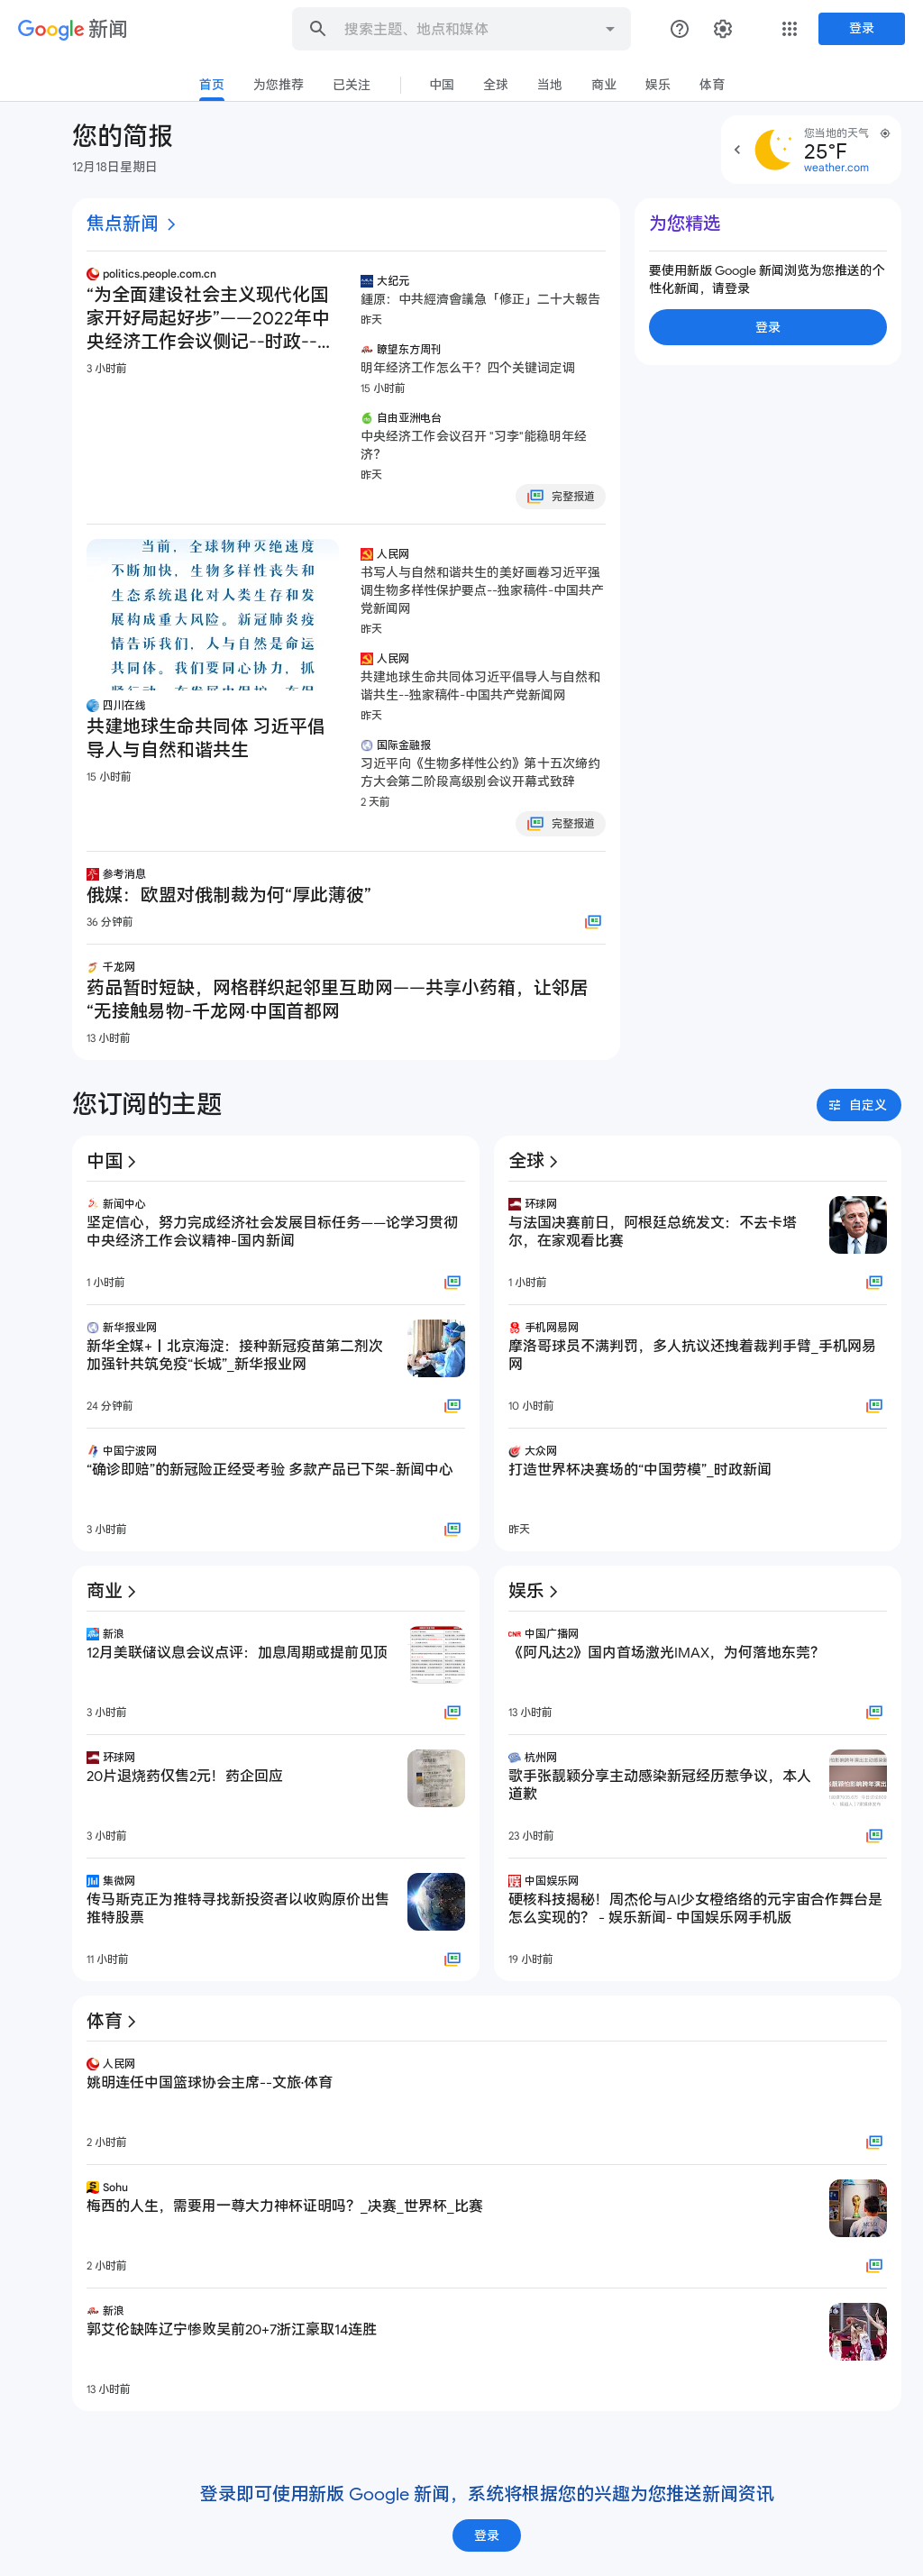 Google 新闻
搜索主题、地点和媒体
登录
首页
为您推荐
已关注
中国
全球
当地
商业
娱乐
体育
您的简报
12月18日星期日
您当地的天气
25°F
weather.com
焦点新闻
politics.people.com.cn
“为全面建设社会主义现代化国
家开好局起好步”——2022年中
央经济工作会议侧记--时政--...
3 小时前
大纪元
鍾原：中共經濟會議急「修正」二十大報告
昨天
瞭望东方周刊
明年经济工作怎么干？四个关键词定调
15 小时前
自由亚洲电台
中央经济工作会议召开 "习李"能稳明年经
济？
昨天
完整报道
当前，全球物种灭绝速度
不断加快，生物多样性丧失和
生态系统退化对人类生存和发
展构成重大风险。新冠肺炎疫
情告诉我们，人与自然是命运
共同体。我们要同心协力，抓
四川在线
共建地球生命共同体 习近平倡
导人与自然和谐共生
15 小时前
人民网
书写人与自然和谐共生的美好画卷习近平强
调生物多样性保护要点--独家稿件-中国共产
党新闻网
昨天
人民网
共建地球生命共同体习近平倡导人与自然和
谐共生--独家稿件-中国共产党新闻网
昨天
国际金融报
习近平向《生物多样性公约》第十五次缔约
方大会第二阶段高级别会议开幕式致辞
2 天前
完整报道
参考消息
俄媒：欧盟对俄制裁为何“厚此薄彼”
36 分钟前
千龙网
药品暂时短缺，网格群织起邻里互助网——共享小药箱，让邻居
“无接触易物-千龙网·中国首都网
13 小时前
您订阅的主题
自定义
中国
新闻中心
坚定信心，努力完成经济社会发展目标任务——论学习贯彻
中央经济工作会议精神-国内新闻
1 小时前
新华报业网
新华全媒+丨北京海淀：接种新冠疫苗第二剂次
加强针共筑免疫“长城”_新华报业网
24 分钟前
中国宁波网
“确诊即赔”的新冠险正经受考验 多款产品已下架-新闻中心
3 小时前
全球
环球网
与法国决赛前日，阿根廷总统发文：不去卡塔
尔，在家观看比赛
1 小时前
手机网易网
摩洛哥球员不满判罚，多人抗议还拽着裁判手臂_手机网易
网
10 小时前
大众网
打造世界杯决赛场的“中国劳模”_时政新闻
昨天
商业
新浪
12月美联储议息会议点评：加息周期或提前见顶
3 小时前
环球网
20片退烧药仅售2元！药企回应
3 小时前
集微网
传马斯克正为推特寻找新投资者以收购原价出售
推特股票
11 小时前
娱乐
中国广播网
《阿凡达2》国内首场激光IMAX，为何落地东莞？
13 小时前
杭州网
歌手张靓颖分享主动感染新冠经历惹争议，本人
道歉
23 小时前
中国娱乐网
硬核科技揭秘！周杰伦与AI少女橙络络的元宇宙合作舞台是
怎么实现的？ - 娱乐新闻- 中国娱乐网手机版
19 小时前
体育
人民网
姚明连任中国篮球协会主席--文旅·体育
2 小时前
Sohu
梅西的人生，需要用一尊大力神杯证明吗？_决赛_世界杯_比赛
2 小时前
新浪
郭艾伦缺阵辽宁惨败吴前20+7浙江豪取14连胜
13 小时前
登录即可使用新版 Google 新闻，系统将根据您的兴趣为您推送新闻资讯
登录
为您精选
要使用新版 Google 新闻浏览为您推送的个
性化新闻，请登录
登录